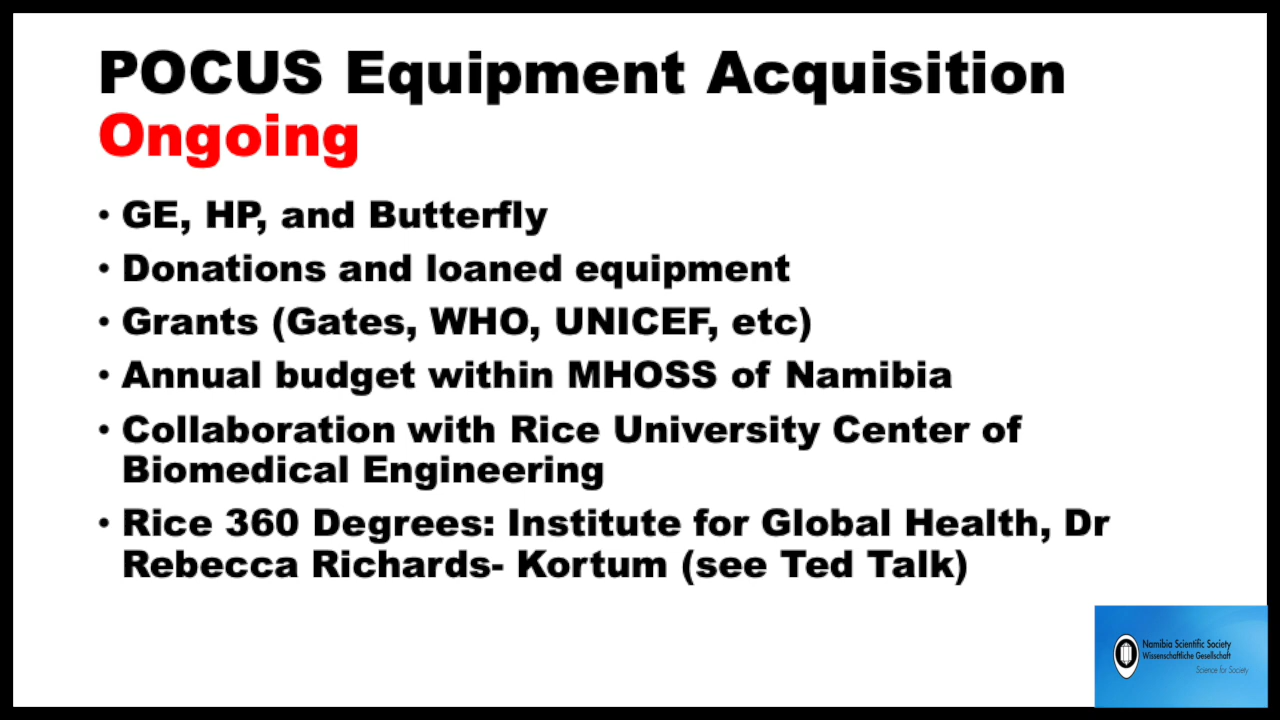 POCUS Equipment Acquisition
Ongoing
• GE, HP, and Butterfly
• Donations and loaned equipment
• Grants (Gates, WHO, UNICEF, etc)
• Annual budget within MHOSS of Namibia
• Collaboration with Rice University Center of
Biomedical Engineering
• Rice 360 Degrees: Institute for Global Health, Dr
Rebecca Richards- Kortum (see Ted Talk)
Namibia Scientific Society
Wissenschaftliche Gesellschaft
Science for Society